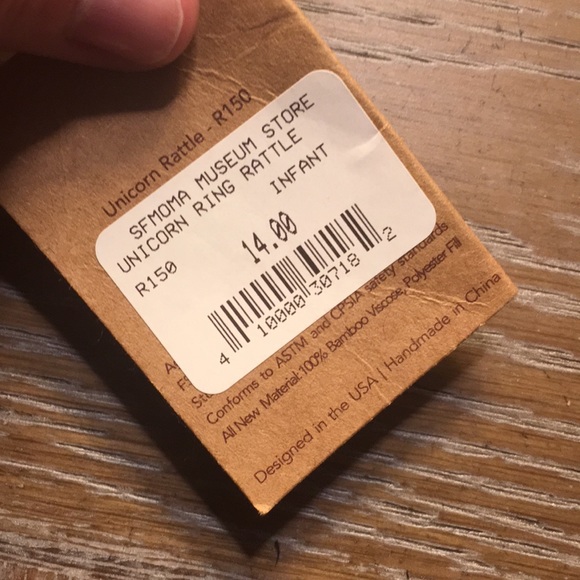 Unicorn Rattle - R150
SFMOMA MUSEUM STORE
UNICORN RING RATTLE
R150 INFANT
14.00
4 10000 30718 2
safety standards
Conforms to ASTM and CPSIA
All New Material:100% Bamboo Viscose, Polyester Fill
Designed in the USA | Handmade in China